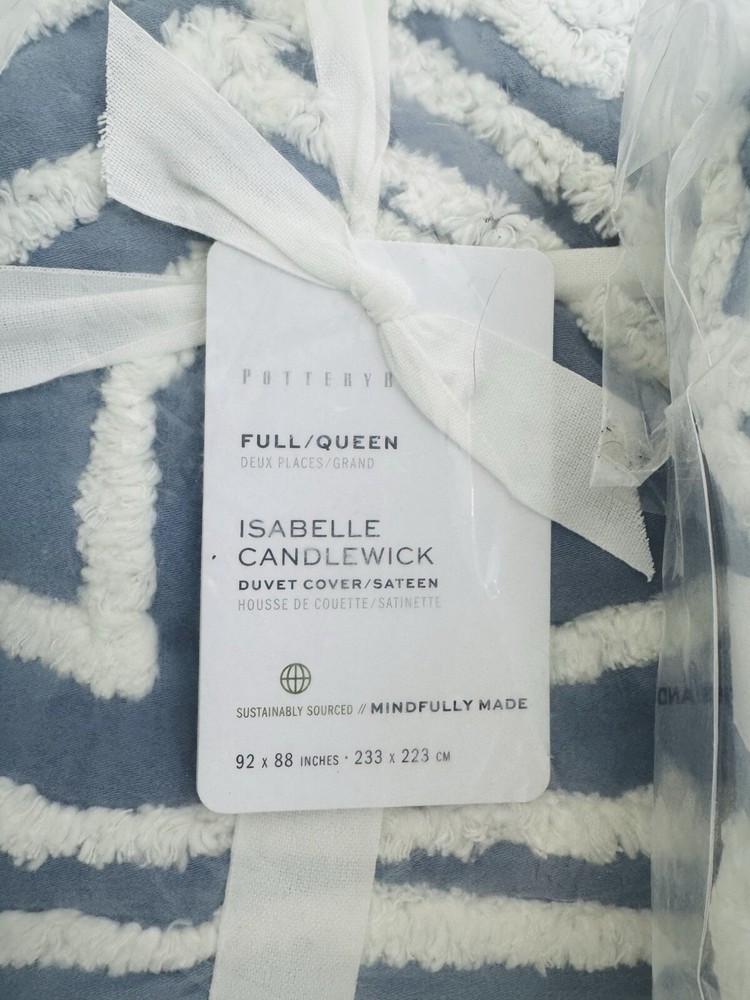 POTTERY
FULL/QUEEN
DEUX PLACES/GRAND
ISABELLE
CANDLEWICK
DUVET COVER/SATEEN
HOUSSE DE COUETTE/SATINETTE
SUSTAINABLY SOURCED // MINDFULLY MADE
92 x 88 INCHES · 233 x 223 CM